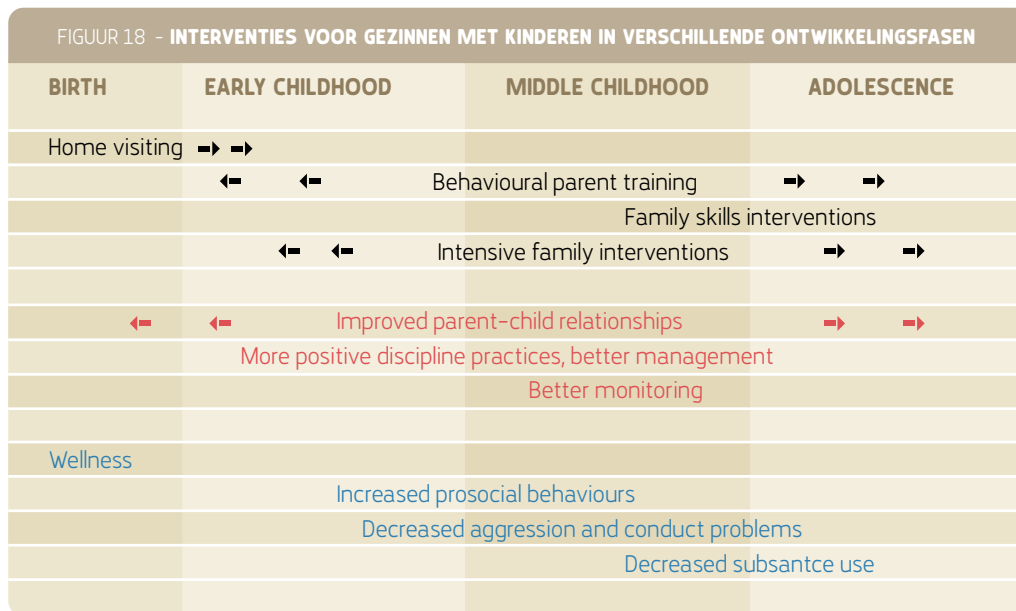 FIGUUR 18 - INTERVENTIES VOOR GEZINNEN MET KINDEREN IN VERSCHILLENDE ONTWIKKELINGSFASEN
BIRTH EARLY CHILDHOOD MIDDLE CHILDHOOD ADOLESCENCE
Home visiting
Behavioural parent training
Family skills interventions
Intensive family interventions
Improved parent-child relationships
More positive discipline practices, better management
Better monitoring
Wellness
Increased prosocial behaviours
Decreased aggression and conduct problems
Decreased subsantce use